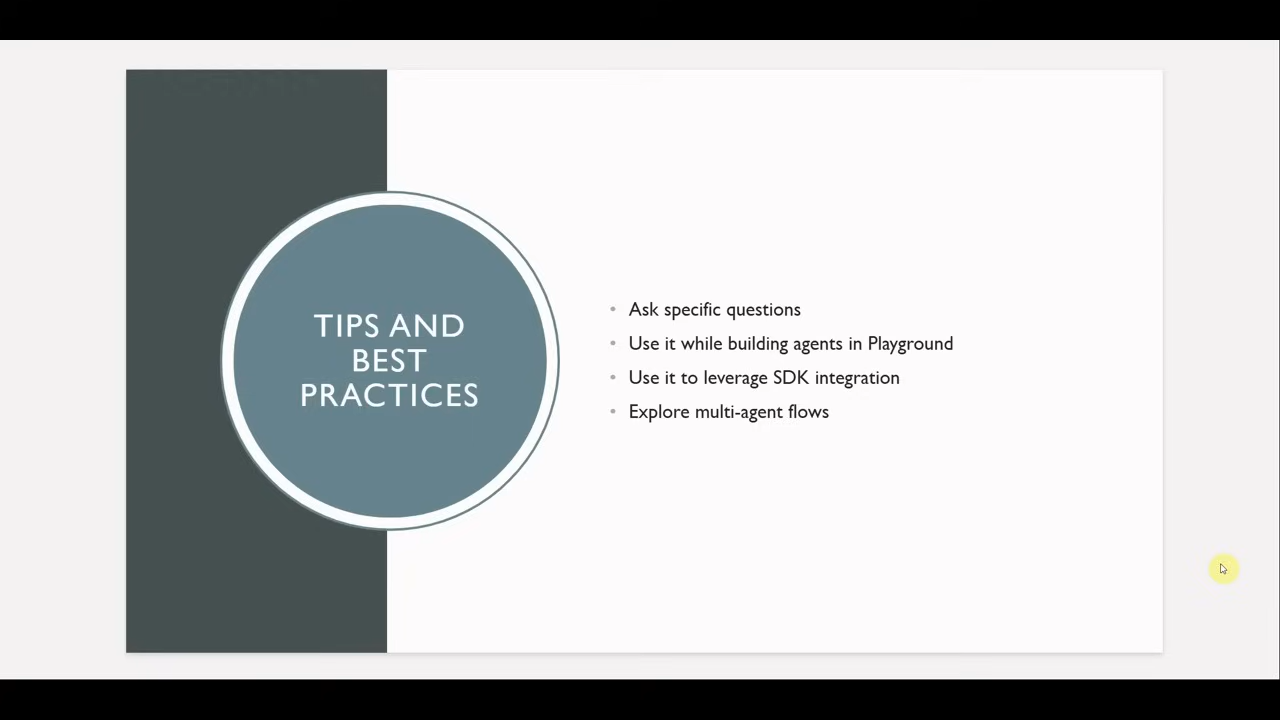 TIPS AND
BEST
PRACTICES
• Ask specific questions
• Use it while building agents in Playground
• Use it to leverage SDK integration
• Explore multi-agent flows